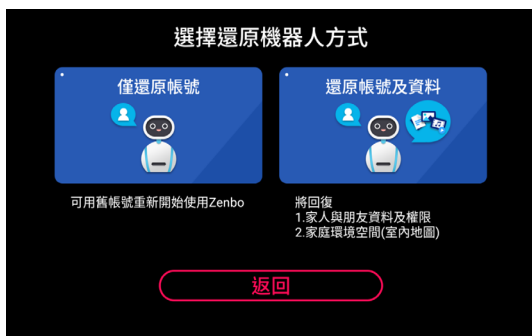 選擇還原機器人方式
僅還原帳號
還原帳號及資料
可用舊帳號重新開始使用Zenbo
將回復
1.家人與朋友資料及權限
2.家庭環境空間(室內地圖)
返回